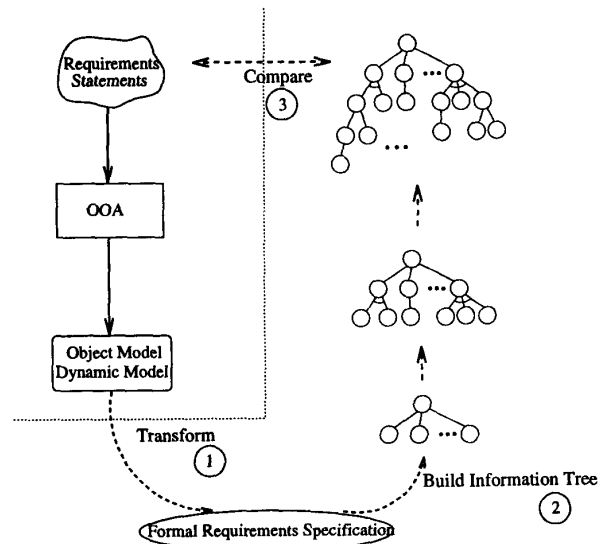 Requirements
Statements
Compare
3
OOA
Object Model
Dynamic Model
Transform
1
Build Information Tree
2
Formal Requirements Specification